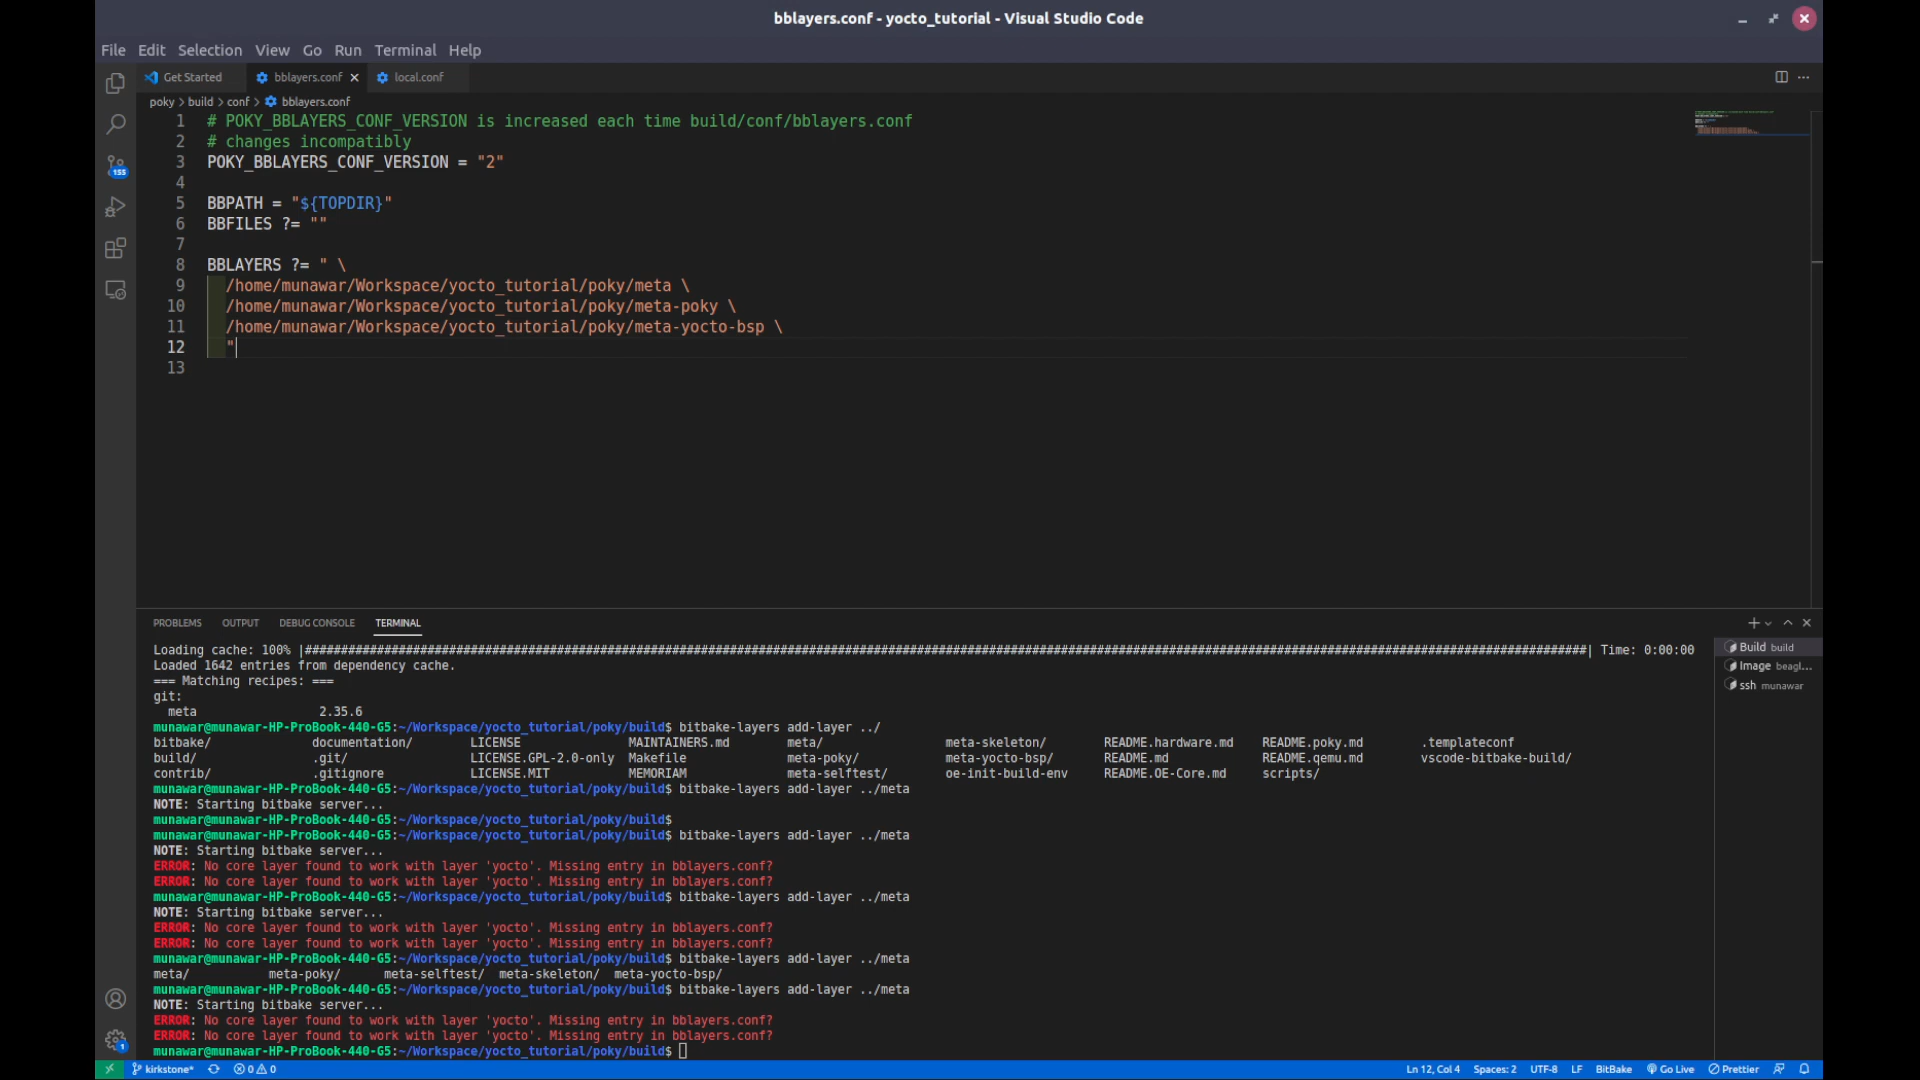 bblayers.conf - yocto_tutorial - Visual Studio Code
File Edit Selection View Go Run Terminal Help
Get Started bblayers.conf local.conf
poky > build > conf > bblayers.conf
1 # POKY_BBLAYERS_CONF_VERSION is increased each time build/conf/bblayers.conf
2 # changes incompatibly
3 POKY_BBLAYERS_CONF_VERSION = "2"
4
5 BBPATH = "${TOPDIR}"
6 BBFILES ?= ""
7
8 BBLAYERS ?= " \
9 /home/munawar/Workspace/yocto_tutorial/poky/meta \
10 /home/munawar/Workspace/yocto_tutorial/poky/meta-poky \
11 /home/munawar/Workspace/yocto_tutorial/poky/meta-yocto-bsp \
12 "
13
155
PROBLEMS OUTPUT DEBUG CONSOLE TERMINAL
Build build
Image beagl...
ssh munawar
Loading cache: 100% |################################################################################################################################################################################## | Time: 0:00:00
Loaded 1642 entries from dependency cache.
=== Matching recipes: ===
git:
meta 2.35.6
munawar@munawar-HP-ProBook-440-G5:~/Workspace/yocto_tutorial/poky/build$ bitbake-layers add-layer ../
bitbake/ documentation/ LICENSE MAINTAINERS.md meta/ meta-skeleton/ README.hardware.md README.poky.md .templateconf
build/ .git/ LICENSE.GPL-2.0-only Makefile meta-poky/ meta-yocto-bsp/ README.md README.qemu.md vscode-bitbake-build/
contrib/ .gitignore LICENSE.MIT MEMORIAM meta-selftest/ oe-init-build-env README.OE-Core.md scripts/
munawar@munawar-HP-ProBook-440-G5:~/Workspace/yocto_tutorial/poky/build$ bitbake-layers add-layer ../meta
NOTE: Starting bitbake server...
munawar@munawar-HP-ProBook-440-G5:~/Workspace/yocto_tutorial/poky/build$
munawar@munawar-HP-ProBook-440-G5:~/Workspace/yocto_tutorial/poky/build$ bitbake-layers add-layer ../meta
NOTE: Starting bitbake server...
ERROR: No core layer found to work with layer 'yocto'. Missing entry in bblayers.conf?
ERROR: No core layer found to work with layer 'yocto'. Missing entry in bblayers.conf?
munawar@munawar-HP-ProBook-440-G5:~/Workspace/yocto_tutorial/poky/build$ bitbake-layers add-layer ../meta
NOTE: Starting bitbake server...
ERROR: No core layer found to work with layer 'yocto'. Missing entry in bblayers.conf?
ERROR: No core layer found to work with layer 'yocto'. Missing entry in bblayers.conf?
munawar@munawar-HP-ProBook-440-G5:~/Workspace/yocto_tutorial/poky/build$ bitbake-layers add-layer ../meta
meta/ meta-poky/ meta-selftest/ meta-skeleton/ meta-yocto-bsp/
munawar@munawar-HP-ProBook-440-G5:~/Workspace/yocto_tutorial/poky/build$ bitbake-layers add-layer ../meta
NOTE: Starting bitbake server...
ERROR: No core layer found to work with layer 'yocto'. Missing entry in bblayers.conf?
ERROR: No core layer found to work with layer 'yocto'. Missing entry in bblayers.conf?
munawar@munawar-HP-ProBook-440-G5:~/Workspace/yocto_tutorial/poky/build$
1
kirkstone* 0 0 Ln 12, Col 4 Spaces: 2 UTF-8 LF BitBake Go Live Prettier